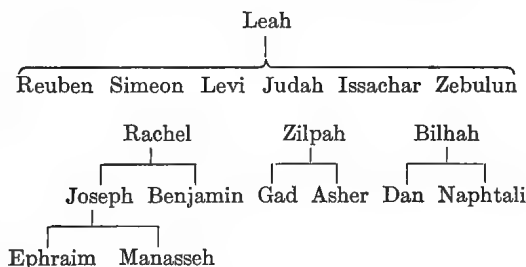 Leah
Reuben Simeon Levi Judah Issachar Zebulun
Rachel Zilpah Bilhah
Joseph Benjamin Gad Asher Dan Naphtali
Ephraim Manasseh